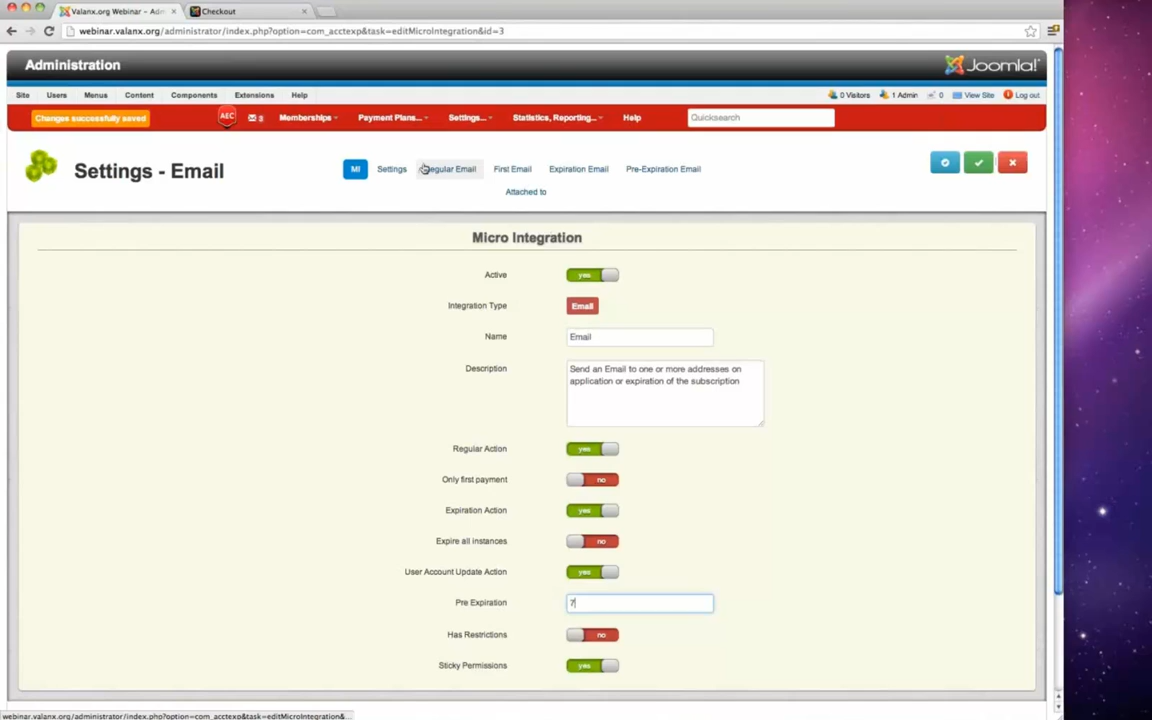 Valanx.org Webinar - Adm
Checkout
webinar.valanx.org/administrator/index.php?option=com_acctexp&task=editMicroIntegration&id=3
Administration
Joomla!
Site Users Menus Content Components Extensions Help
0 Visitors 1 Admin 0 View Site Log out
Changes successfully saved
AEC
Memberships
Payment Plans...
Settings...
Statistics, Reporting...
Help
Quicksearch
Settings - Email
MI Settings Regular Email First Email Expiration Email Pre-Expiration Email
Attached to
Micro Integration
Active yes
Integration Type Email
Name Email
Description Send an Email to one or more addresses on
application or expiration of the subscription
Regular Action yes
Only first payment no
Expiration Action yes
Expire all instances no
User Account Update Action yes
Pre Expiration 7
Has Restrictions no
Sticky Permissions yes
webinar.valanx.org/administrator/index.php?option=com_acctexp&task=editMicroIntegration&...